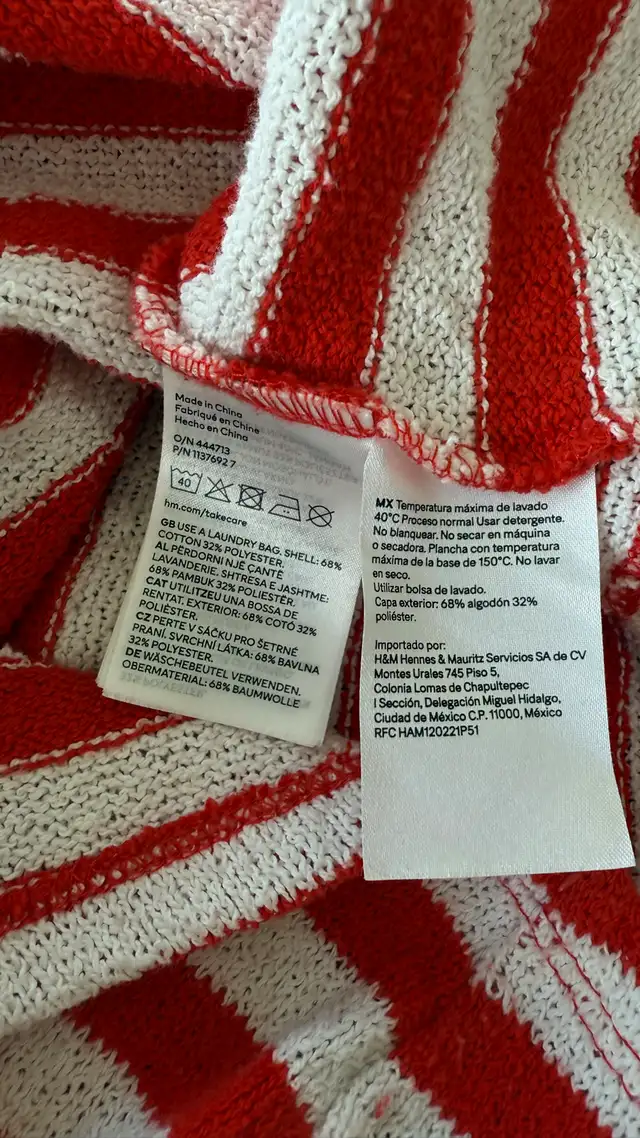 Made in China
Fabriqué en Chine
Hecho en China
O/N 444713
P/N 1137692 7
40
hm.com/takecare
GB USE A LAUNDRY BAG. SHELL: 68%
COTTON 32% POLYESTER.
AL PËRDORNI NJË ÇANTË
LAVANDERIE. SHTRESA E JASHTME:
68% PAMBUK 32% POLIESTËR.
CAT UTILITZEU UNA BOSSA DE
RENTAT. EXTERIOR: 68% COTÓ 32%
POLIÈSTER.
CZ PERTE V SÁČKU PRO ŠETRNÉ
PRANÍ. SVRCHNÍ LÁTKA: 68% BAVLNA
32% POLYESTER.
DE WÄSCHEBEUTEL VERWENDEN.
OBERMATERIAL: 68% BAUMWOLLE
MX Temperatura máxima de lavado
40°C Proceso normal Usar detergente.
No blanquear. No secar en máquina
o secadora. Plancha con temperatura
máxima de la base de 150°C. No lavar
en seco.
Utilizar bolsa de lavado.
Capa exterior: 68% algodón 32%
poliéster.
Importado por:
H&M Hennes & Mauritz Servicios SA de CV
Montes Urales 745 Piso 5,
Colonia Lomas de Chapultepec
I Sección, Delegación Miguel Hidalgo,
Ciudad de México C.P. 11000, México
RFC HAM120221P51